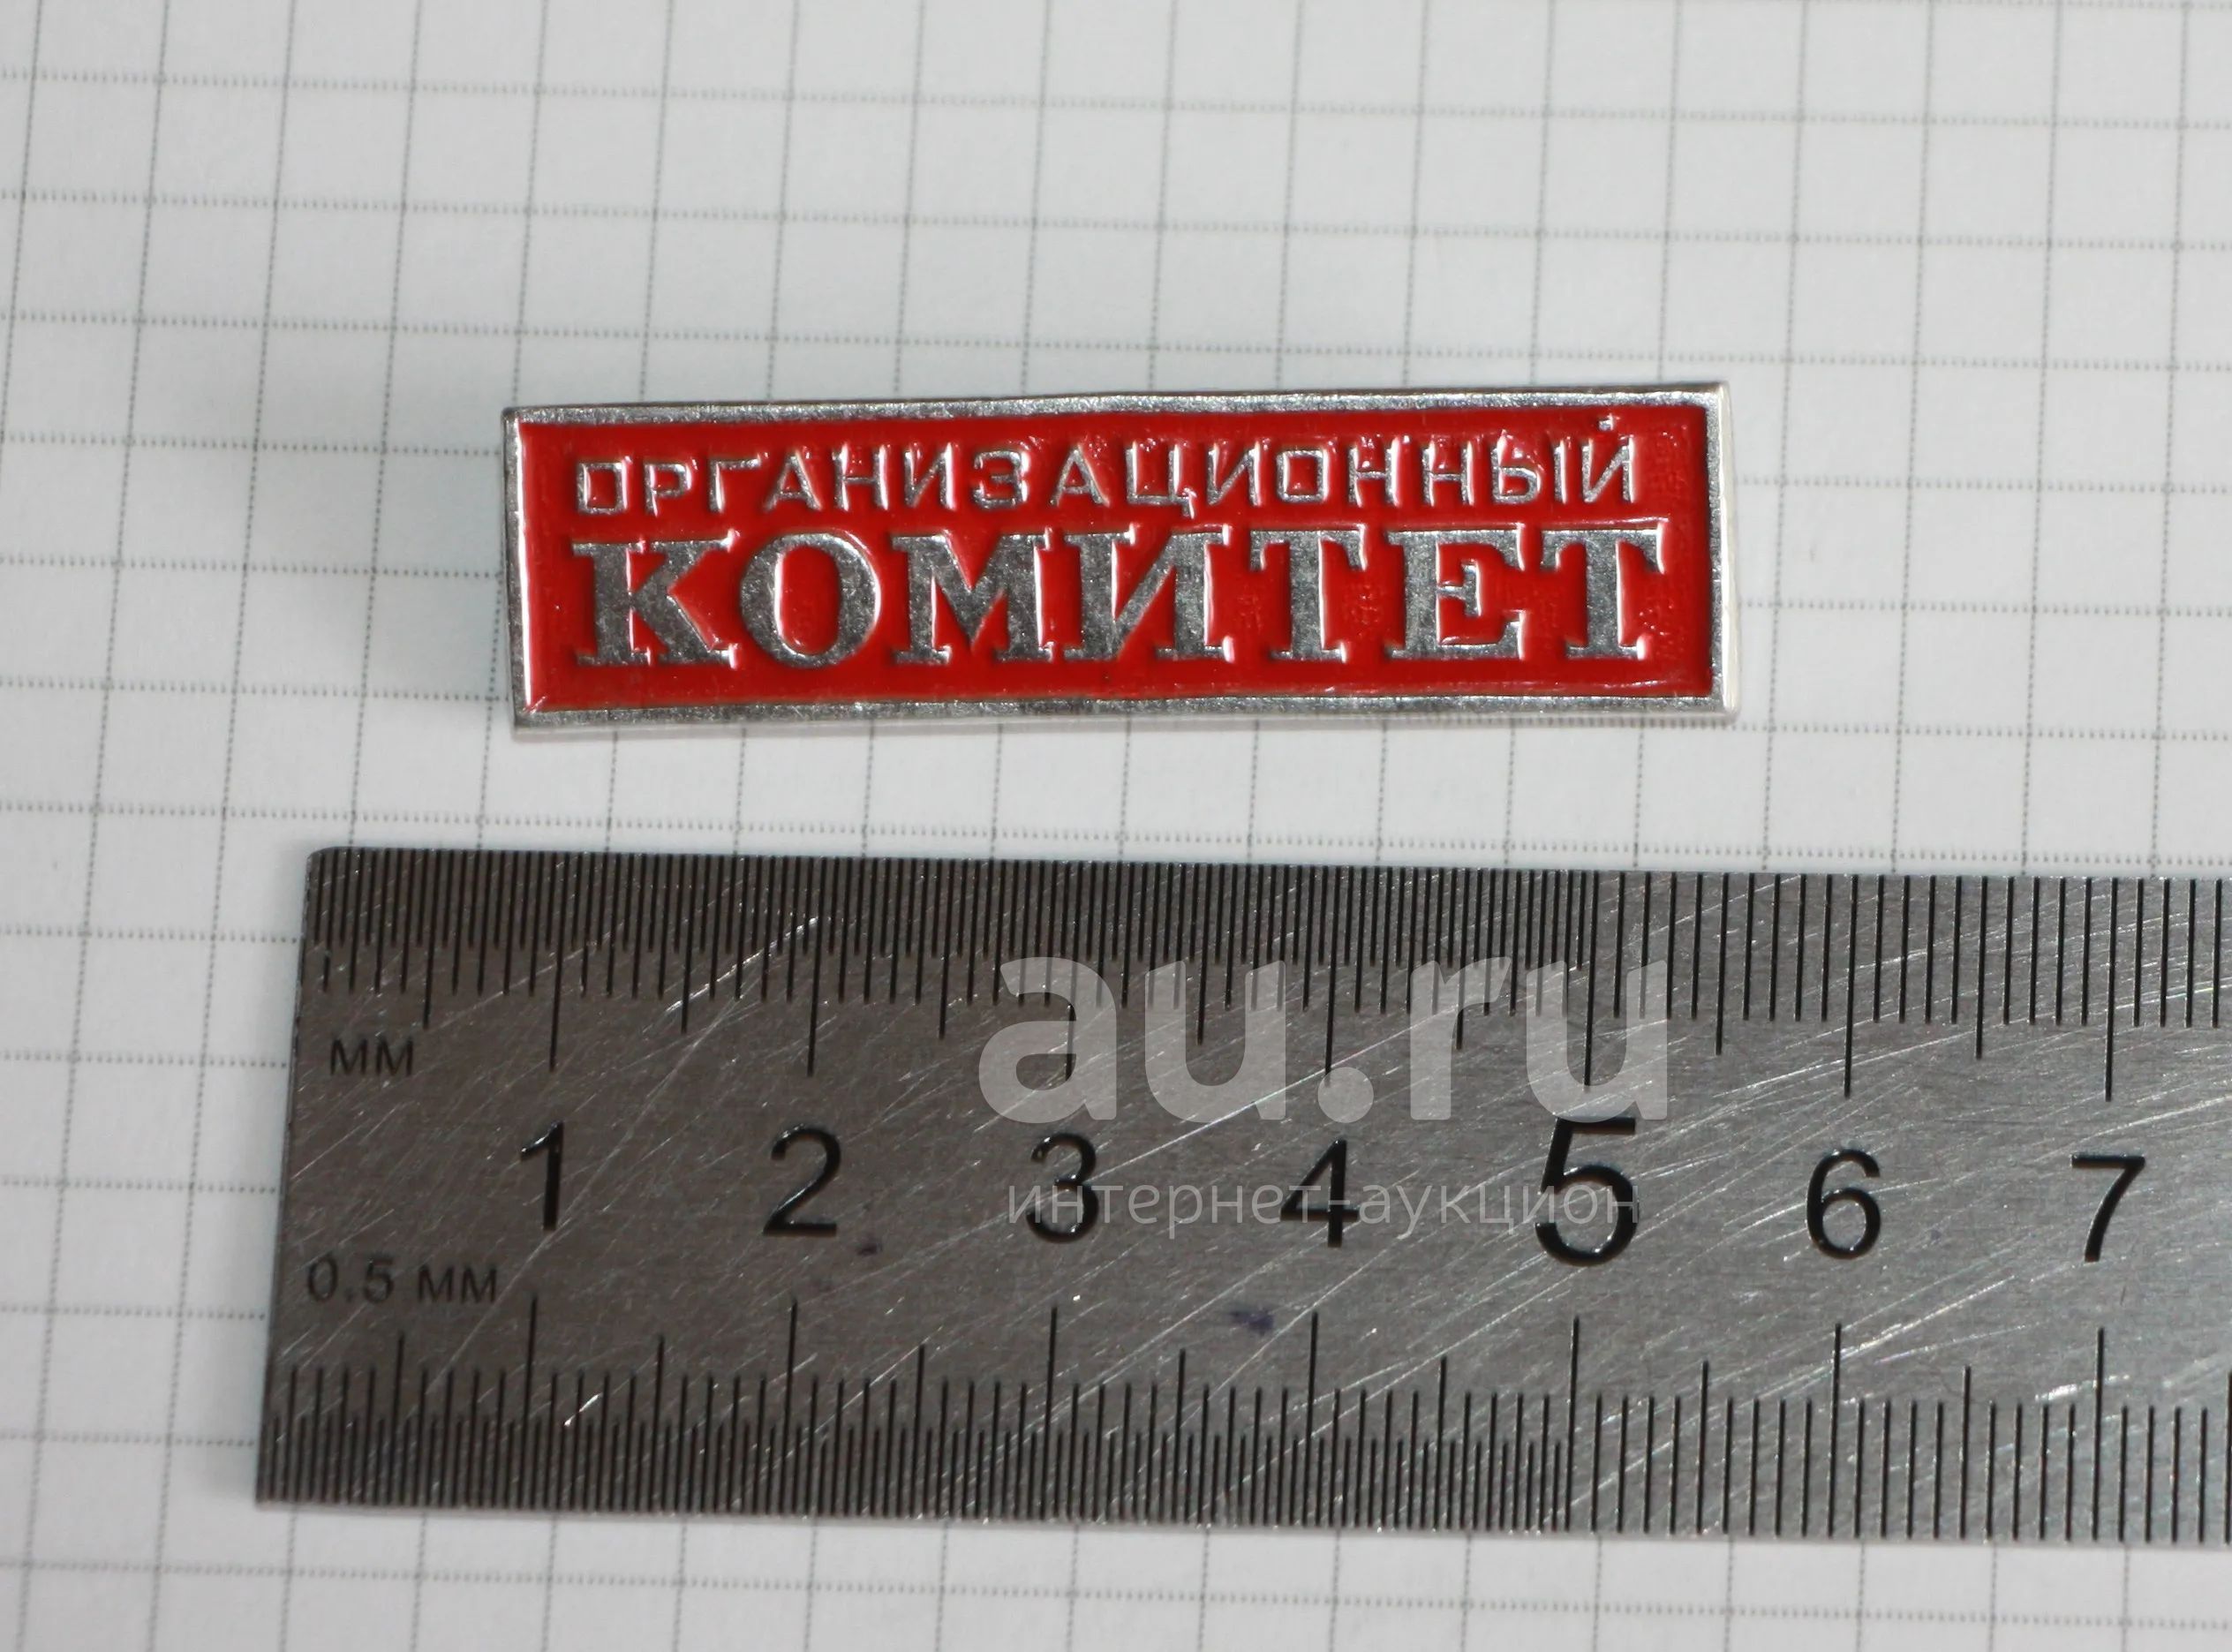 ОРГАНИЗАЦИОННЫЙ
КОМИТЕТ
au.ru
мм
1 2 3 4 5 6 7
интернет-аукцион
0.5 мм